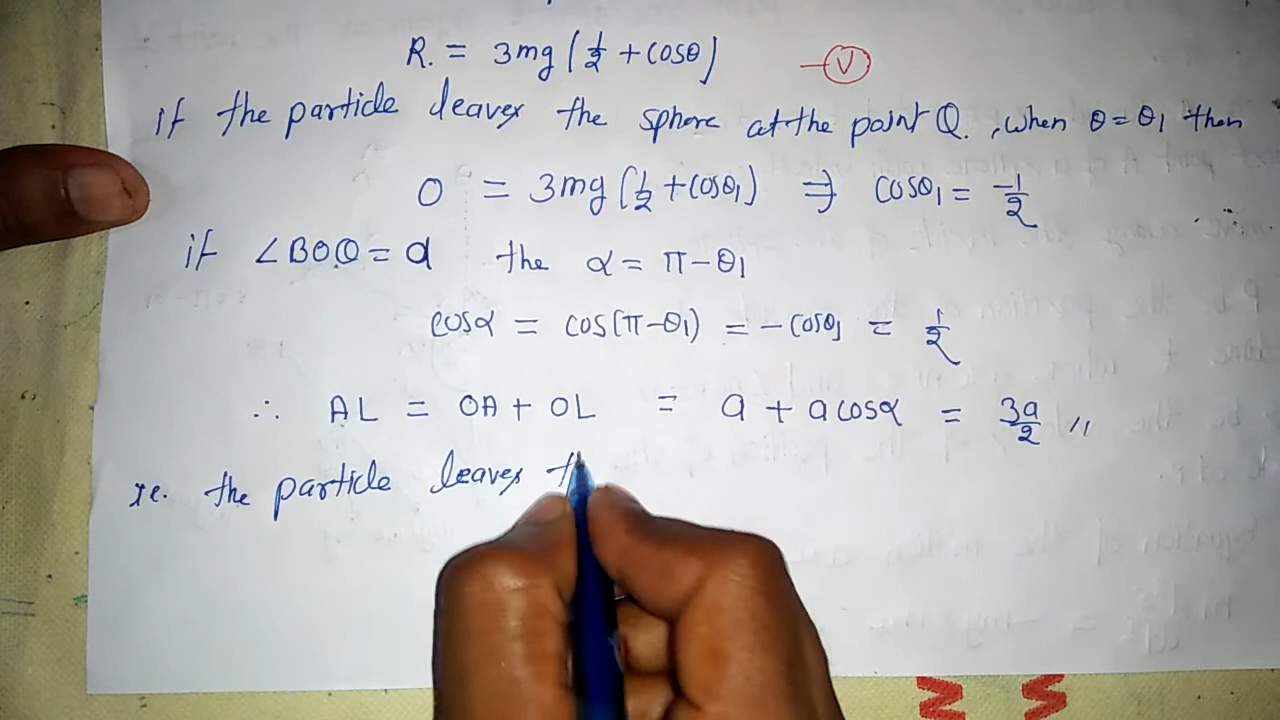 R. = 3mg (1/2 + cosθ) —(V)
if the particle leaves the sphere at the point Q. , when θ = θ1 then
0 = 3mg (1/2 + cosθ1) ⇒ cosθ1 = -1/2
if ∠BOQ = α the α = π - θ1
cosα = cos(π - θ1) = - cosθ1 = 1/2
∴ AL = OA + OL = a + a cosα = 3a/2 //
ie. the particle leaves t